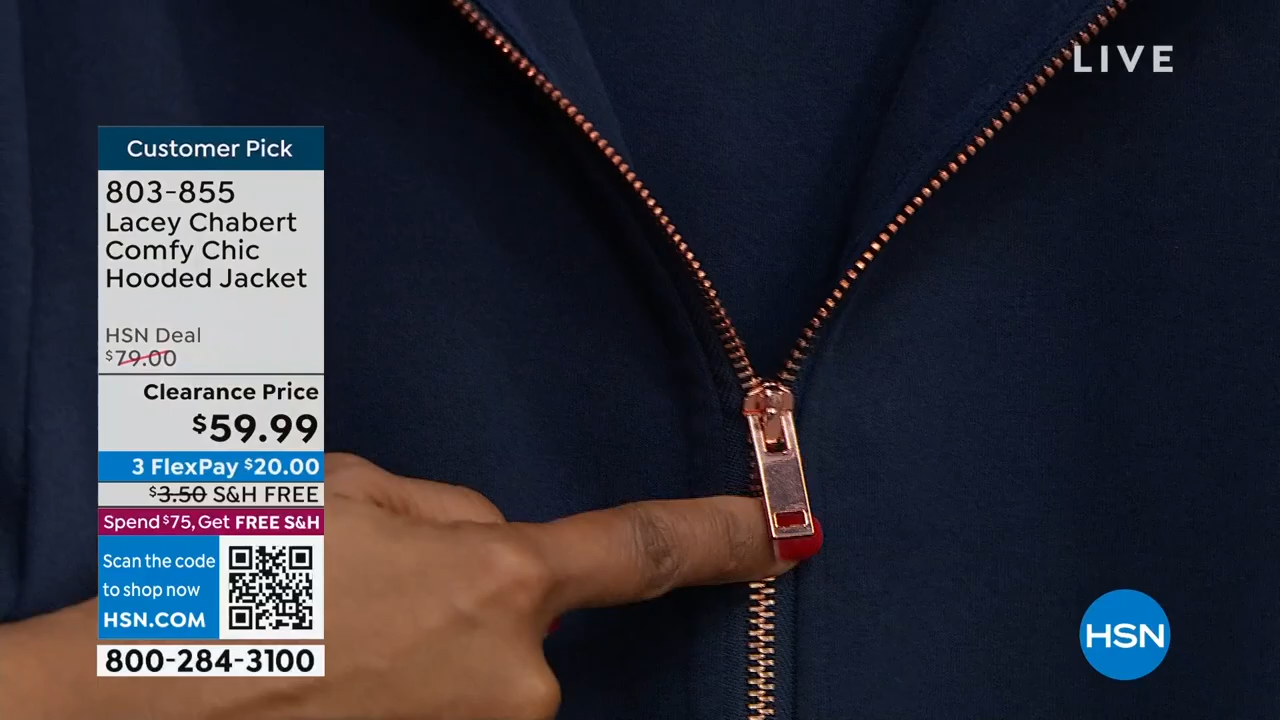 LIVE
Customer Pick
803-855
Lacey Chabert
Comfy Chic
Hooded Jacket
HSN Deal
$79.00
Clearance Price
$59.99
3 FlexPay $20.00
$3.50 S&H FREE
Spend $75, Get FREE S&H
Scan the code
to shop now
HSN.COM
800-284-3100
HSN